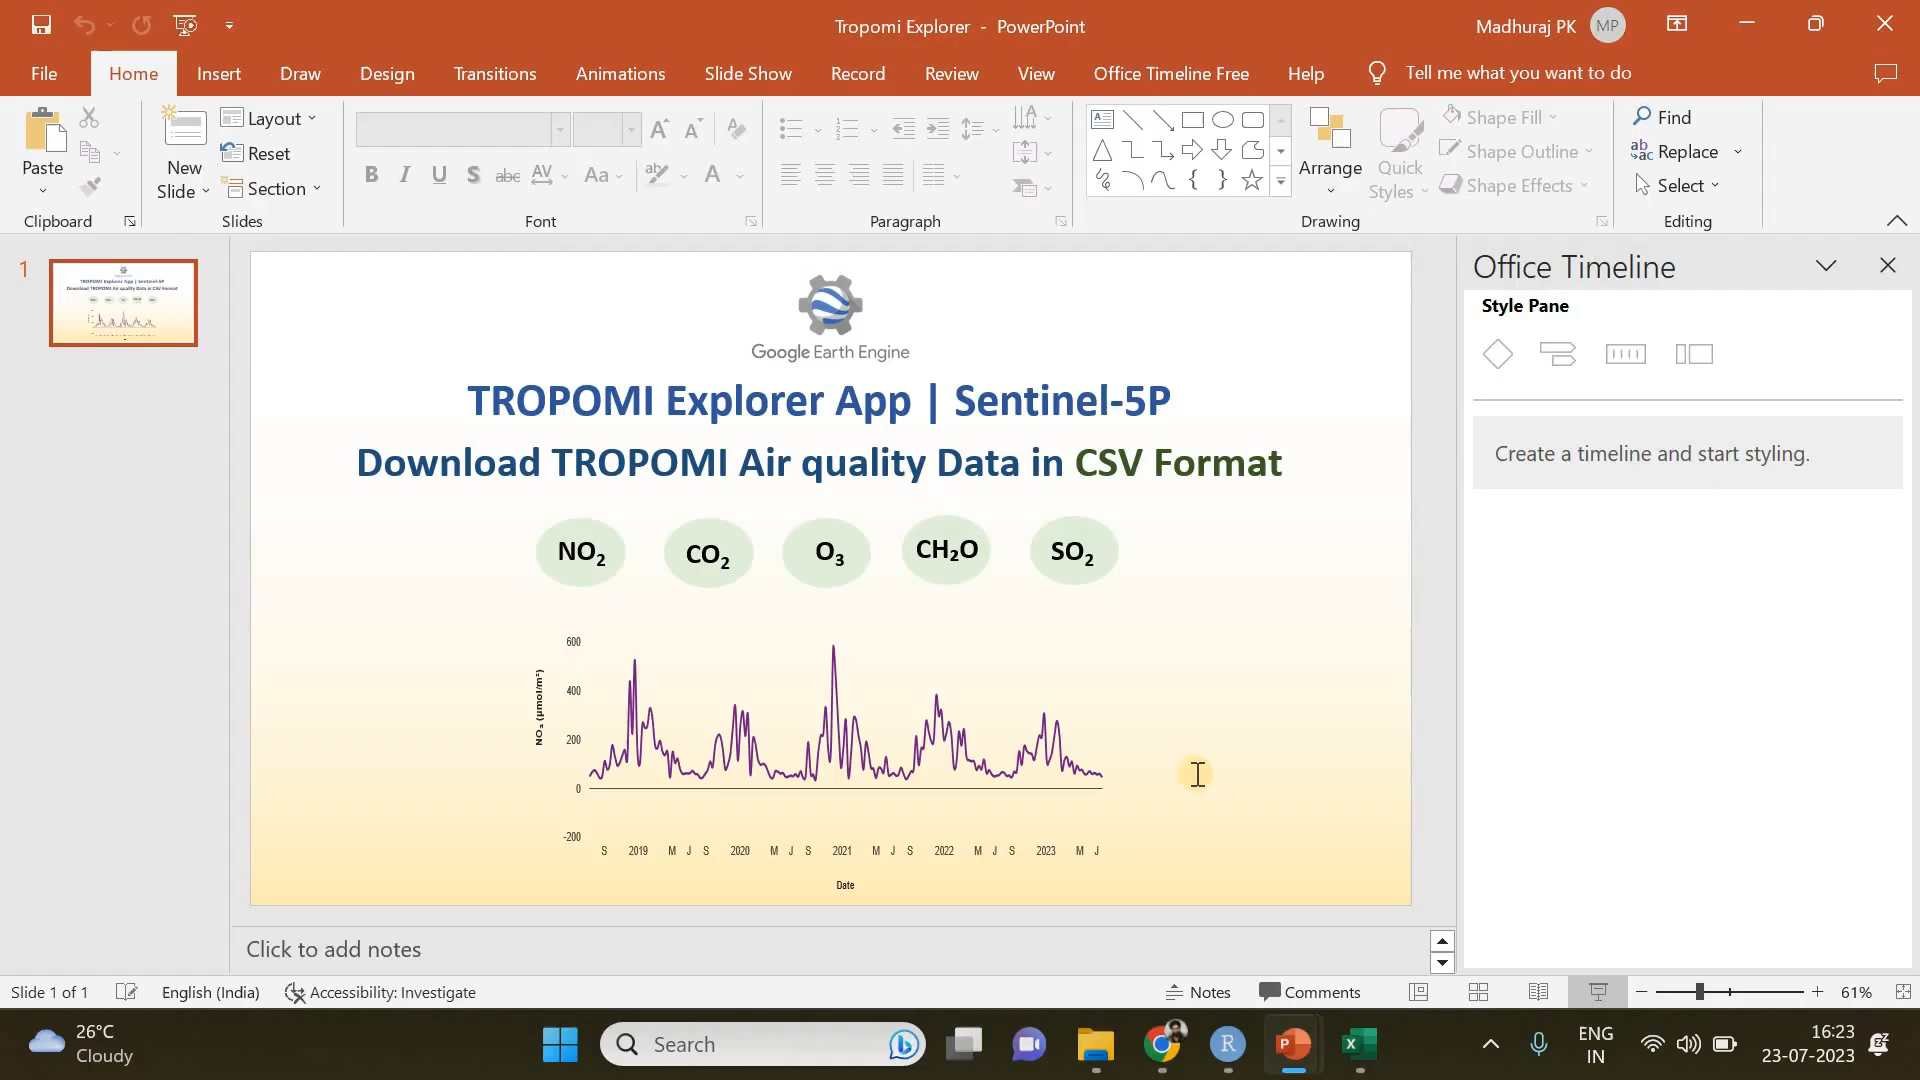 Tropomi Explorer - PowerPoint
Madhuraj PK
MP
File
Home
Insert
Draw
Design
Transitions
Animations
Slide Show
Record
Review
View
Office Timeline Free
Help
Tell me what you want to do
Paste
Clipboard
New
Slide
Layout
Reset
Section
Slides
B
I
U
S
abc
AV
Aa
A
Font
Paragraph
Arrange
Quick
Styles
Shape Fill
Shape Outline
Shape Effects
Drawing
Find
Replace
Select
Editing
1
Google Earth Engine
TROPOMI Explorer App | Sentinel-5P
Download TROPOMI Air quality Data in CSV Format
NO₂
CO₂
O₃
CH₂O
SO₂
NO₂ (µmol/m²)
600
400
200
0
-200
S 2019 M J S 2020 M J S 2021 M J S 2022 M J S 2023 M J
Date
Office Timeline
Style Pane
Create a timeline and start styling.
Click to add notes
Slide 1 of 1
English (India)
Accessibility: Investigate
Notes
Comments
61%
26°C
Cloudy
Search
ENG
IN
16:23
23-07-2023